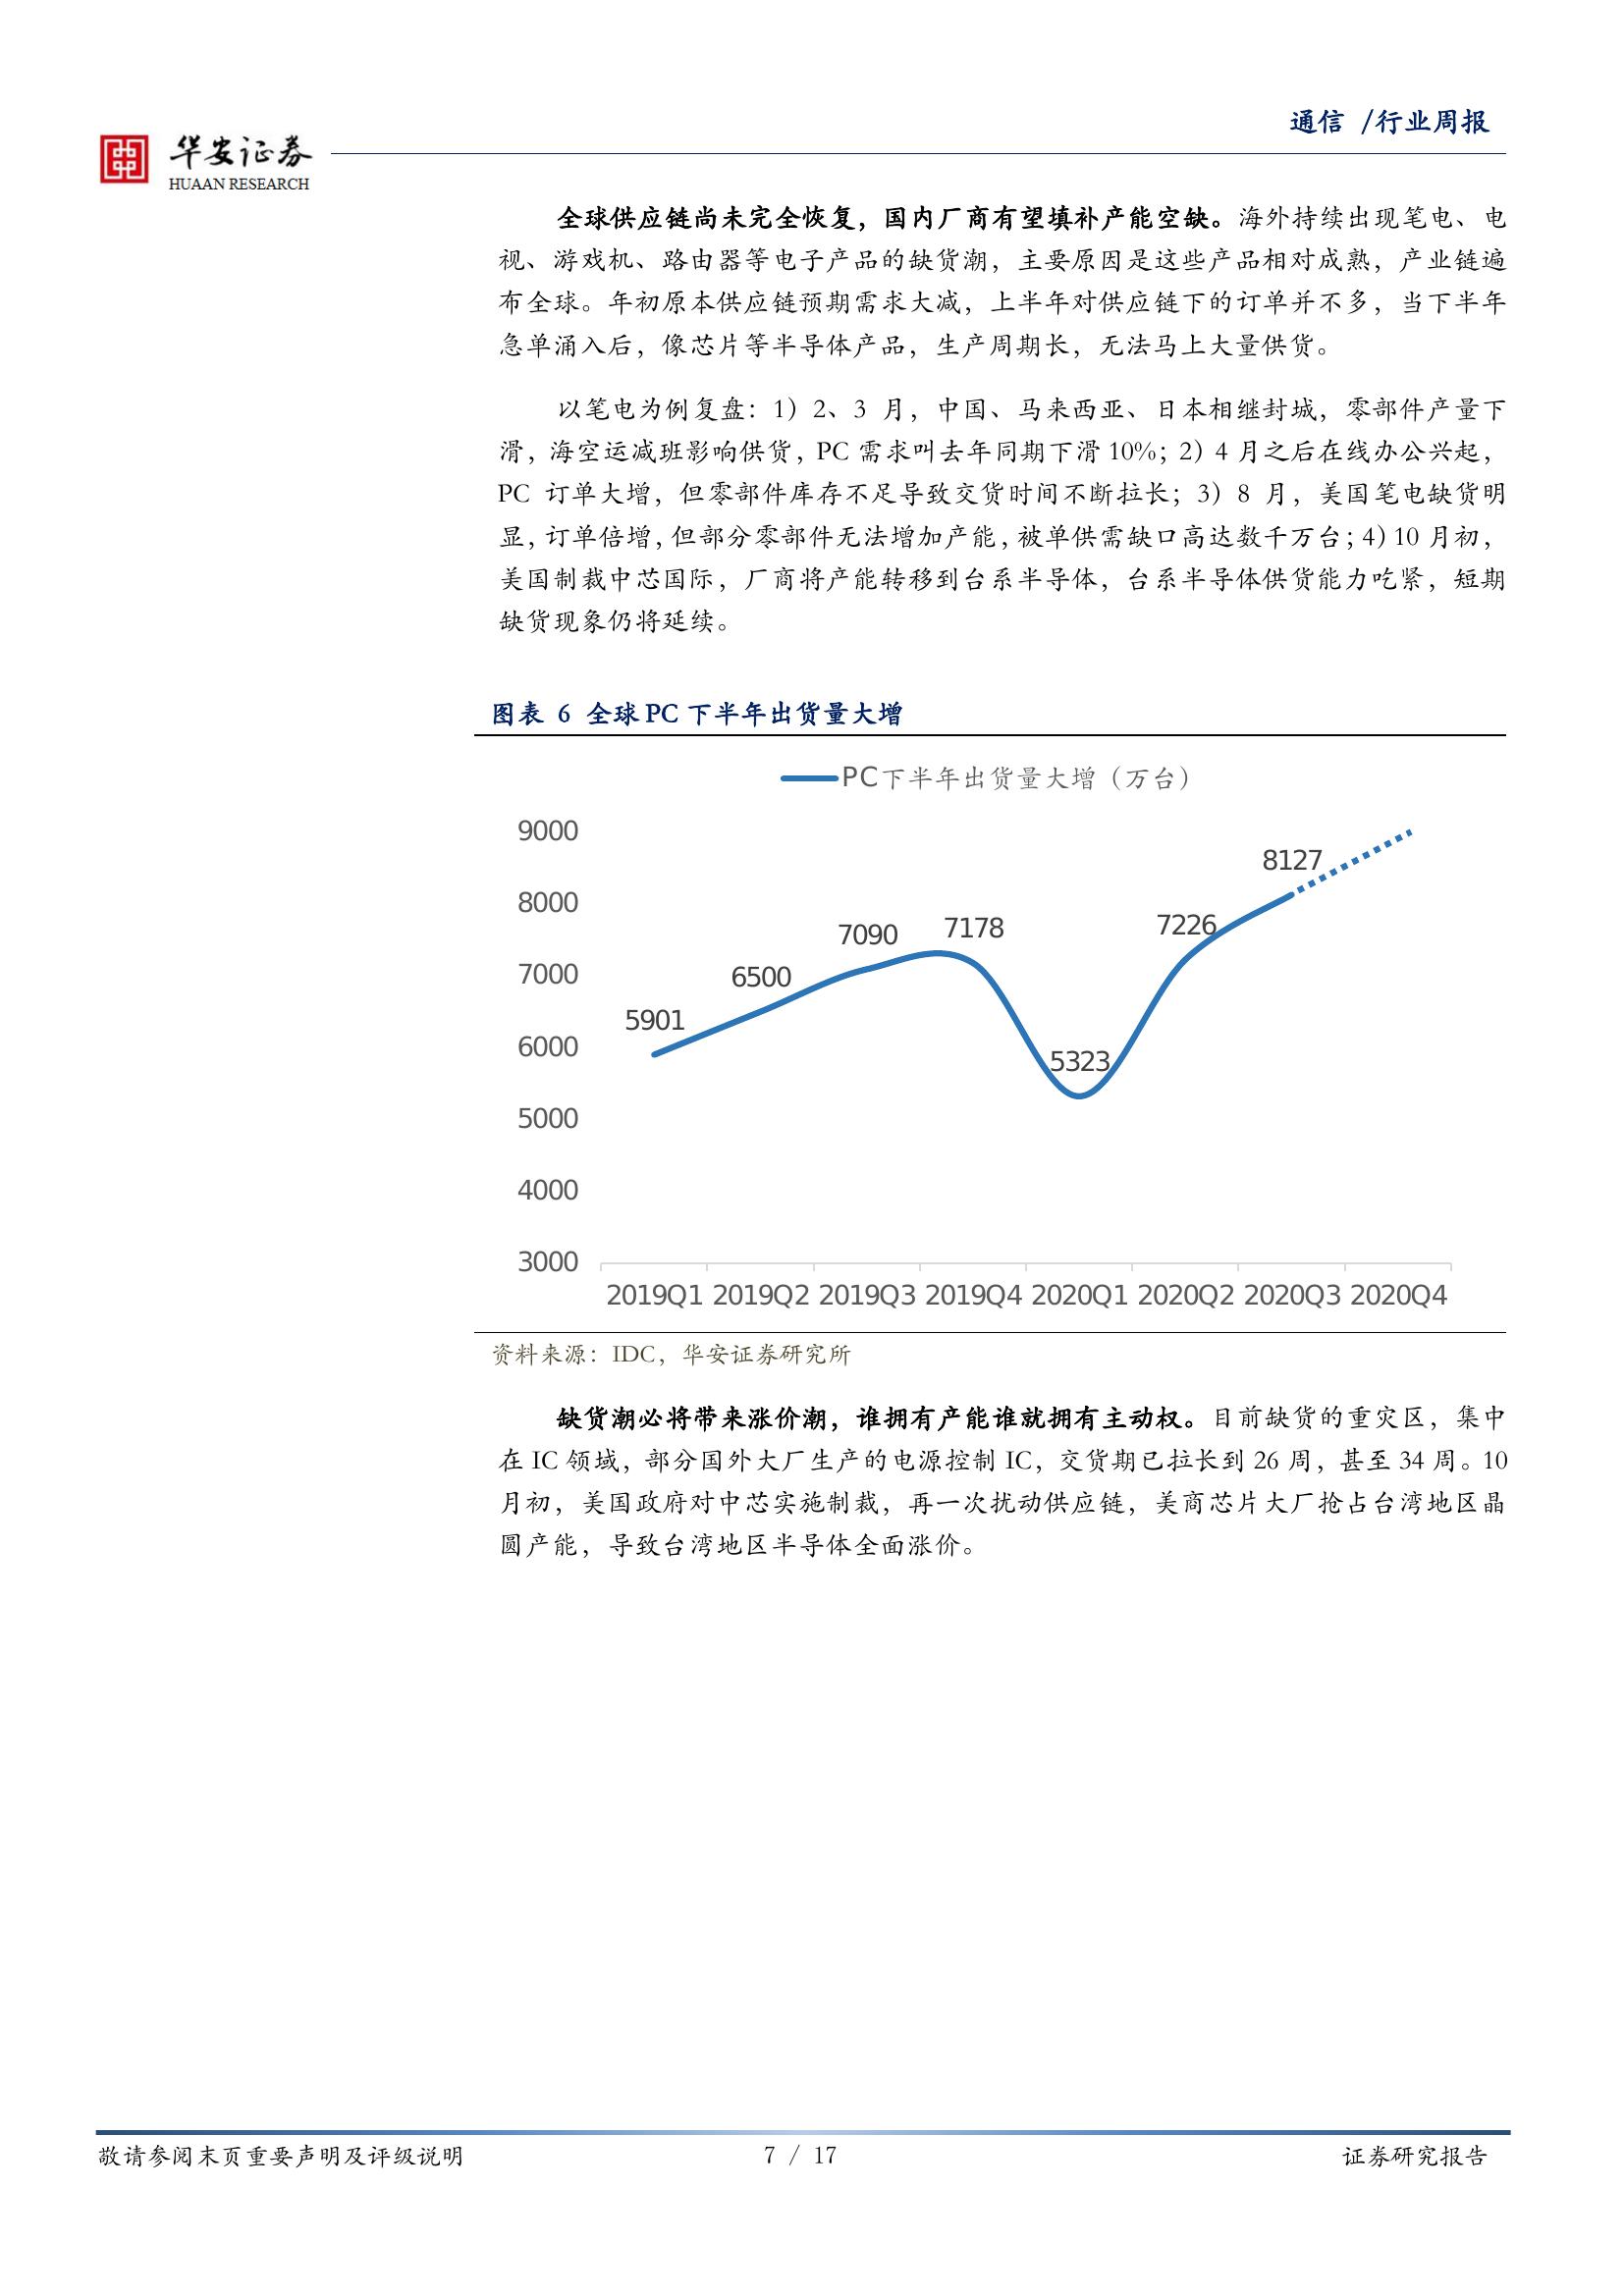 通信 /行业周报
华安证券
HUAAN RESEARCH
全球供应链尚未完全恢复，国内厂商有望填补产能空缺。海外持续出现笔电、电
视、游戏机、路由器等电子产品的缺货潮，主要原因是这些产品相对成熟，产业链遍
布全球。年初原本供应链预期需求大减，上半年对供应链下的订单并不多，当下半年
急单涌入后，像芯片等半导体产品，生产周期长，无法马上大量供货。
以笔电为例复盘：1）2、3 月，中国、马来西亚、日本相继封城，零部件产量下
滑，海空运减班影响供货，PC 需求叫去年同期下滑 10%；2）4 月之后在线办公兴起，
PC 订单大增，但零部件库存不足导致交货时间不断拉长；3）8 月，美国笔电缺货明
显，订单倍增，但部分零部件无法增加产能，被单供需缺口高达数千万台；4）10 月初，
美国制裁中芯国际，厂商将产能转移到台系半导体，台系半导体供货能力吃紧，短期
缺货现象仍将延续。
图表 6 全球 PC 下半年出货量大增
PC下半年出货量大增（万台）
9000
8000
7000
6000
5000
4000
3000
5901
6500
7090
7178
5323
7226
8127
2019Q1 2019Q2 2019Q3 2019Q4 2020Q1 2020Q2 2020Q3 2020Q4
资料来源：IDC，华安证券研究所
缺货潮必将带来涨价潮，谁拥有产能谁就拥有主动权。目前缺货的重灾区，集中
在 IC 领域，部分国外大厂生产的电源控制 IC，交货期已拉长到 26 周，甚至 34 周。10
月初，美国政府对中芯实施制裁，再一次扰动供应链，美商芯片大厂抢占台湾地区晶
圆产能，导致台湾地区半导体全面涨价。
敬请参阅末页重要声明及评级说明
7 / 17
证券研究报告